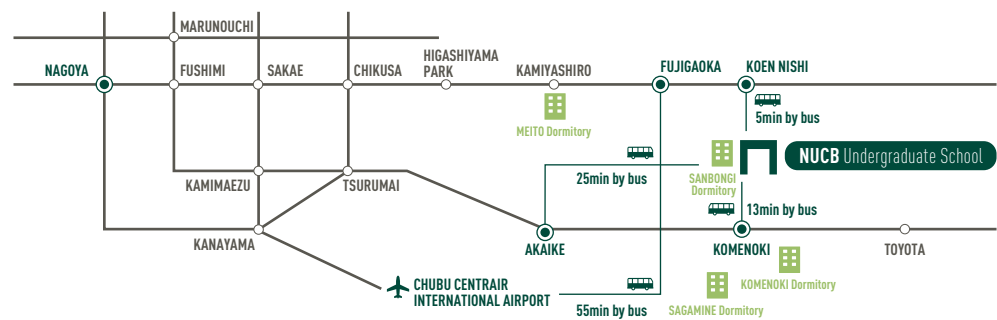 MARUNOUCHI
NAGOYA
FUSHIMI
SAKAE
CHIKUSA
HIGASHIYAMA
PARK
KAMIYASHIRO
FUJIGAOKA
KOEN NISHI
5min by bus
MEITO Dormitory
NUCB Undergraduate School
25min by bus
SANBONGI
Dormitory
KAMIMAEZU
TSURUMAI
13min by bus
KANAYAMA
AKAIKE
KOMENOKI
TOYOTA
CHUBU CENTRAIR
INTERNATIONAL AIRPORT
55min by bus
KOMENOKI Dormitory
SAGAMINE Dormitory